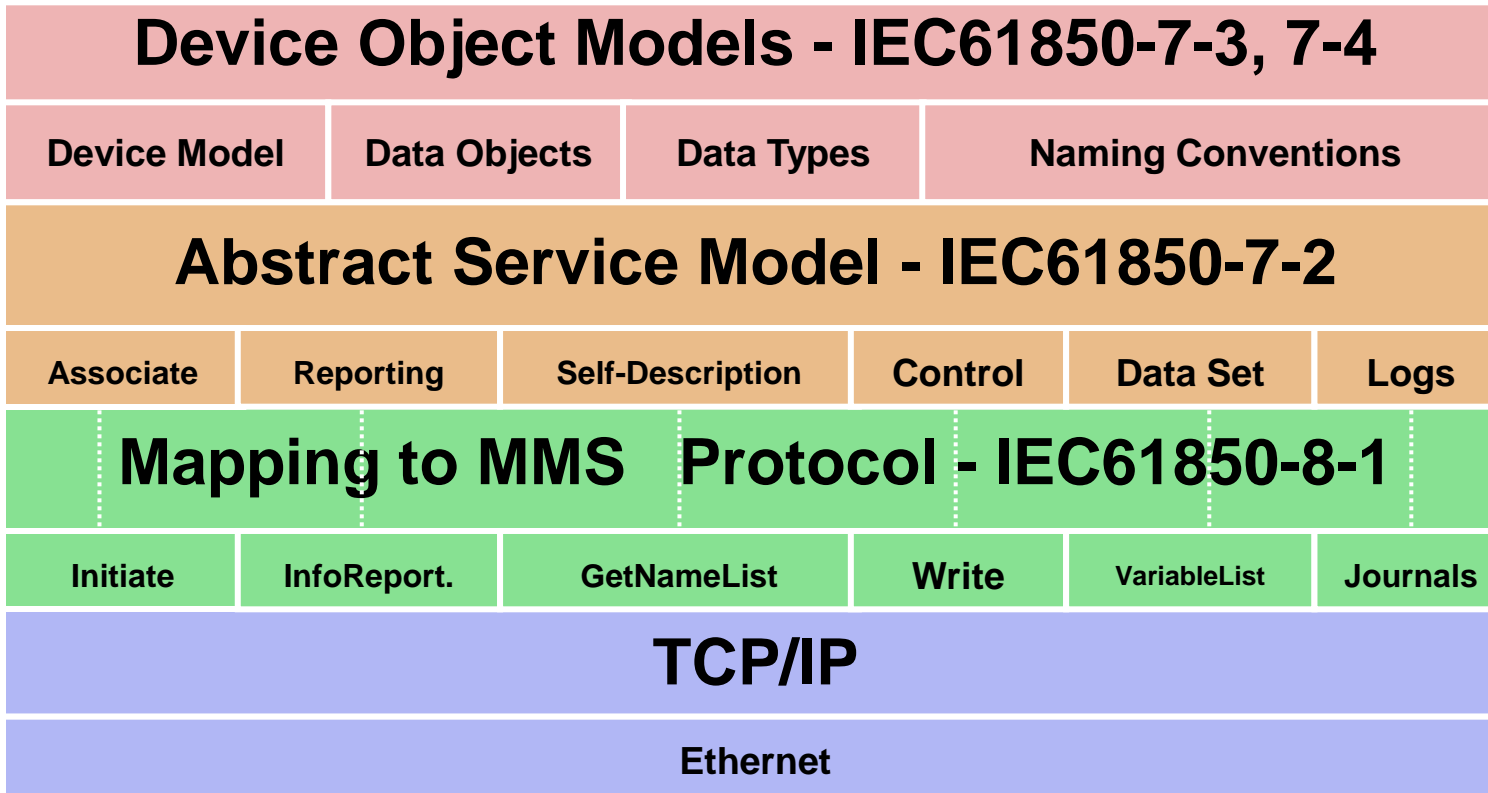 Device Object Models - IEC61850-7-3, 7-4
Device Model
Data Objects
Data Types
Naming Conventions
Abstract Service Model - IEC61850-7-2
Associate
Reporting
Self-Description
Control
Data Set
Logs
Mapping to MMS Protocol - IEC61850-8-1
Initiate
InfoReport.
GetNameList
Write
VariableList
Journals
TCP/IP
Ethernet